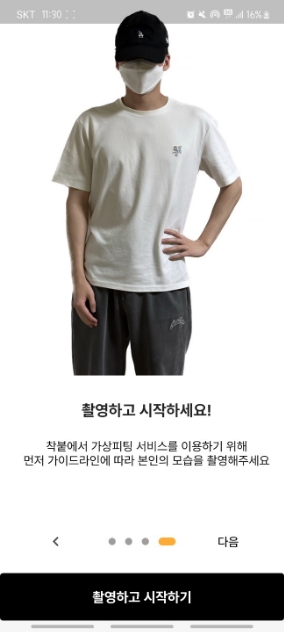 SKT 11:30
16%
촬영하고 시작하세요!
착붙에서 가상피팅 서비스를 이용하기 위해
먼저 가이드라인에 따라 본인의 모습을 촬영해주세요
다음
촬영하고 시작하기